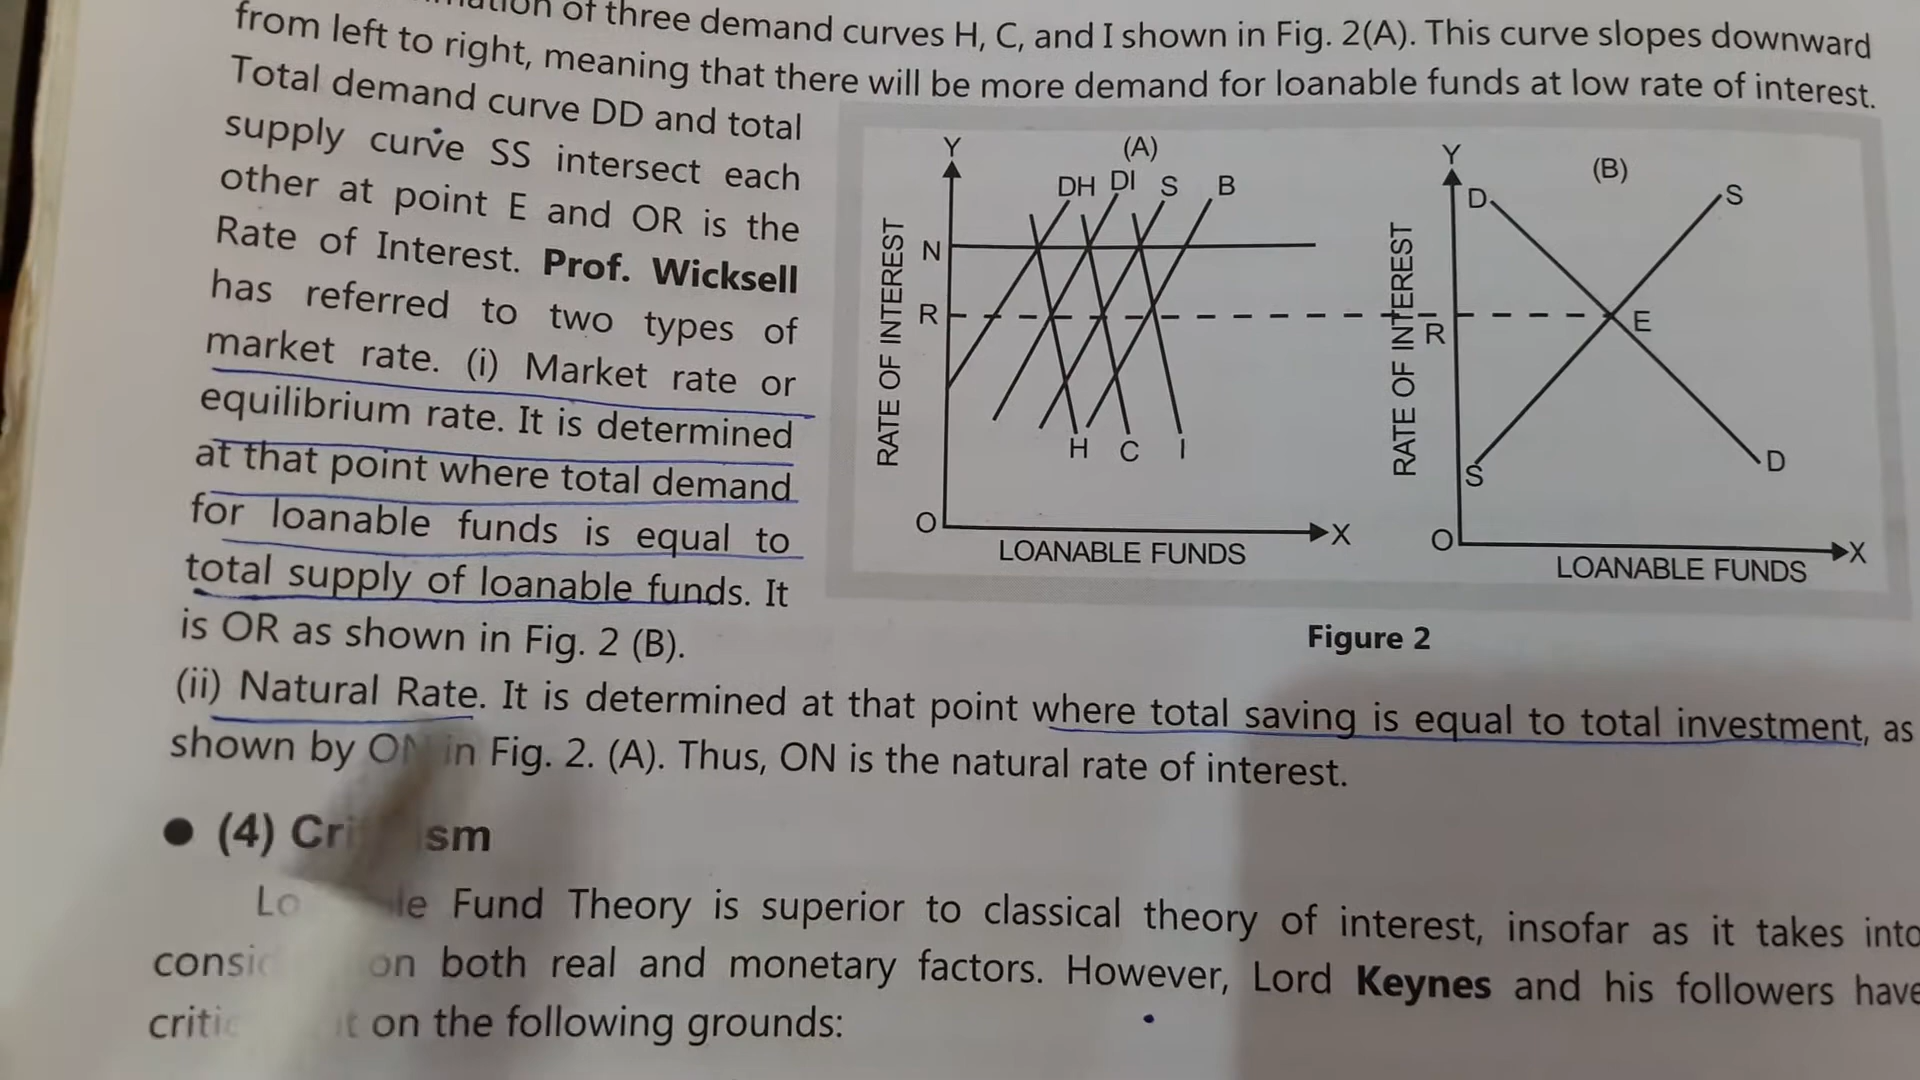 of three demand curves H, C, and I shown in Fig. 2(A). This curve slopes downward
from left to right, meaning that there will be more demand for loanable funds at low rate of interest.
Total demand curve DD and total
supply curve SS intersect each
other at point E and OR is the
Rate of Interest. Prof. Wicksell
has referred to two types of
market rate. (i) Market rate or
equilibrium rate. It is determined
at that point where total demand
for loanable funds is equal to
total supply of loanable funds. It
is OR as shown in Fig. 2 (B).
(A)
Y
DH DI S B
RATE OF INTEREST
N
R
H C I
O
X
LOANABLE FUNDS
(B)
Y
D S
RATE OF INTEREST
R
E
S D
O
X
LOANABLE FUNDS
Figure 2
(ii) Natural Rate. It is determined at that point where total saving is equal to total investment, as
shown by ON in Fig. 2. (A). Thus, ON is the natural rate of interest.
(4) Criticism
Fund Theory is superior to classical theory of interest, insofar as it takes into
both real and monetary factors. However, Lord Keynes and his followers have
it on the following grounds: